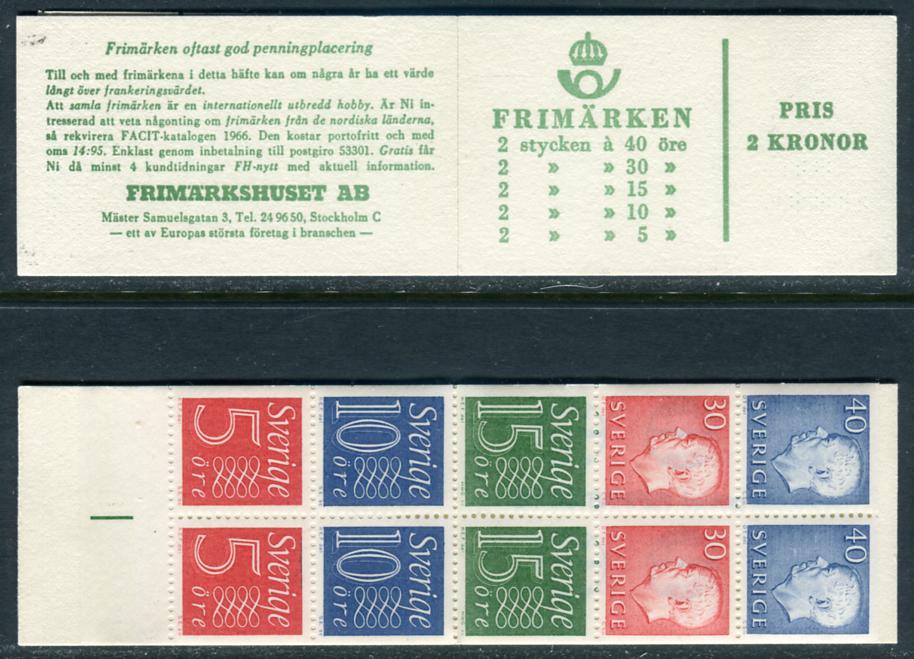 Frimärken oftast god penningplacering
Till och med frimärkena i detta häfte kan om några år ha ett värde
långt över frankeringsvärdet.
Att samla frimärken är en internationellt utbredd hobby. Är Ni in-
tresserad att veta någonting om frimärken från de nordiska länderna,
så rekvirera FACIT-katalogen 1966. Den kostar portofritt och med
oms 14:95. Enklast genom inbetalning till postgiro 53301. Gratis får
Ni då minst 4 kundtidningar FH-nytt med aktuell information.
FRIMÄRKSHUSET AB
Mäster Samuelsgatan 3, Tel. 24 96 50, Stockholm C
— ett av Europas största företag i branschen —
FRIMÄRKEN
2 stycken à 40 öre
2 » » 30 »
2 » » 15 »
2 » » 10 »
2 » » 5 »
PRIS
2 KRONOR
Sverige
5 öre
Sverige
10 öre
Sverige
15 öre
30
SVERIGE
40
SVERIGE
Sverige
5 öre
Sverige
10 öre
Sverige
15 öre
30
SVERIGE
40
SVERIGE